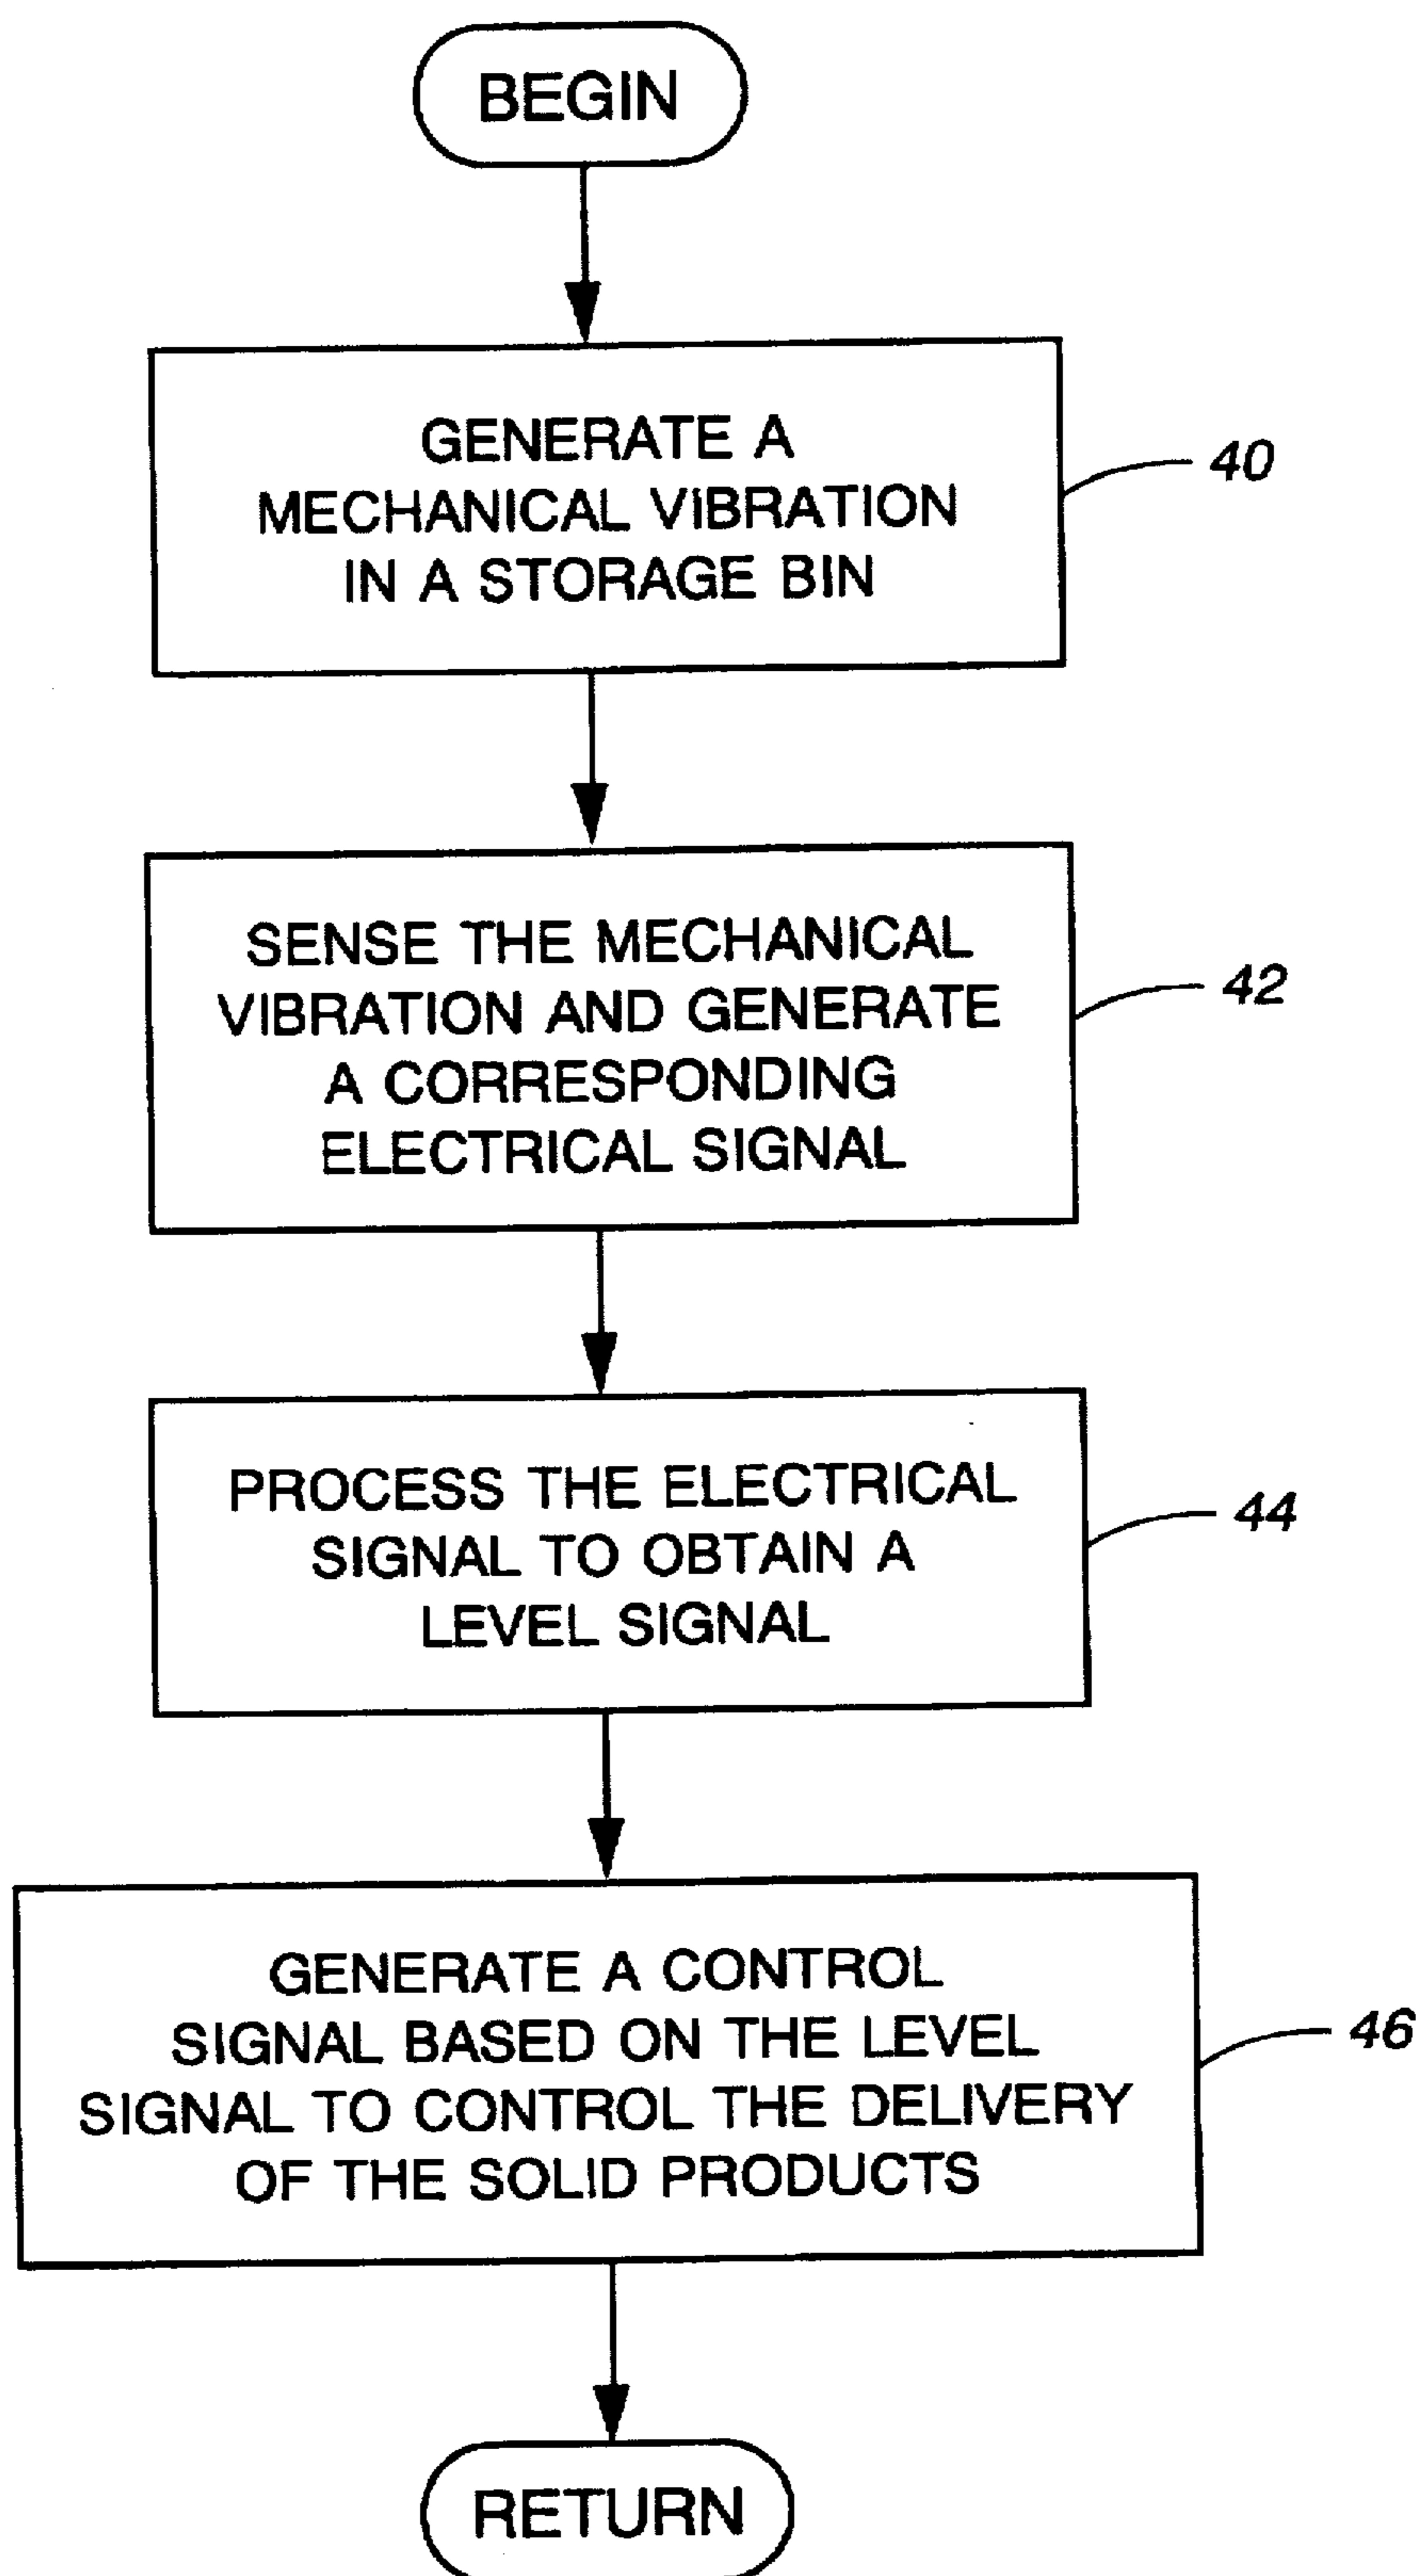 BEGIN
GENERATE A
MECHANICAL VIBRATION
IN A STORAGE BIN
40
SENSE THE MECHANICAL
VIBRATION AND GENERATE
A CORRESPONDING
ELECTRICAL SIGNAL
42
PROCESS THE ELECTRICAL
SIGNAL TO OBTAIN A
LEVEL SIGNAL
44
GENERATE A CONTROL
SIGNAL BASED ON THE LEVEL
SIGNAL TO CONTROL THE DELIVERY
OF THE SOLID PRODUCTS
46
RETURN